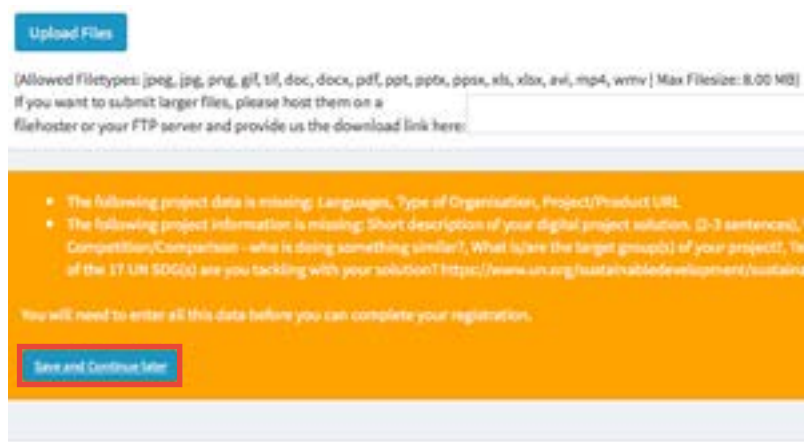 Upload Files
(Allowed Filetypes: jpeg, jpg, png, gif, tif, doc, docx, pdf, ppt, pptx, ppsx, xls, xlsx, avi, mp4, wmv | Max Filesize: 8.00 MB)
If you want to submit larger files, please host them on a
filehoster or your FTP server and provide us the download link here:
• The following project data is missing: Languages, Type of Organisation, Project/Product URL
• The following project information is missing: Short description of your digital project solution. (2-3 sentences),
Competition/Comparison - who is doing something similar?, What is/are the target group(s) of your project?,
of the 17 UN SDG(s) are you tackling with your solution? https://www.un.org/sustainabledevelopment/sustain
You will need to enter all this data before you can complete your registration.
Save and Continue later